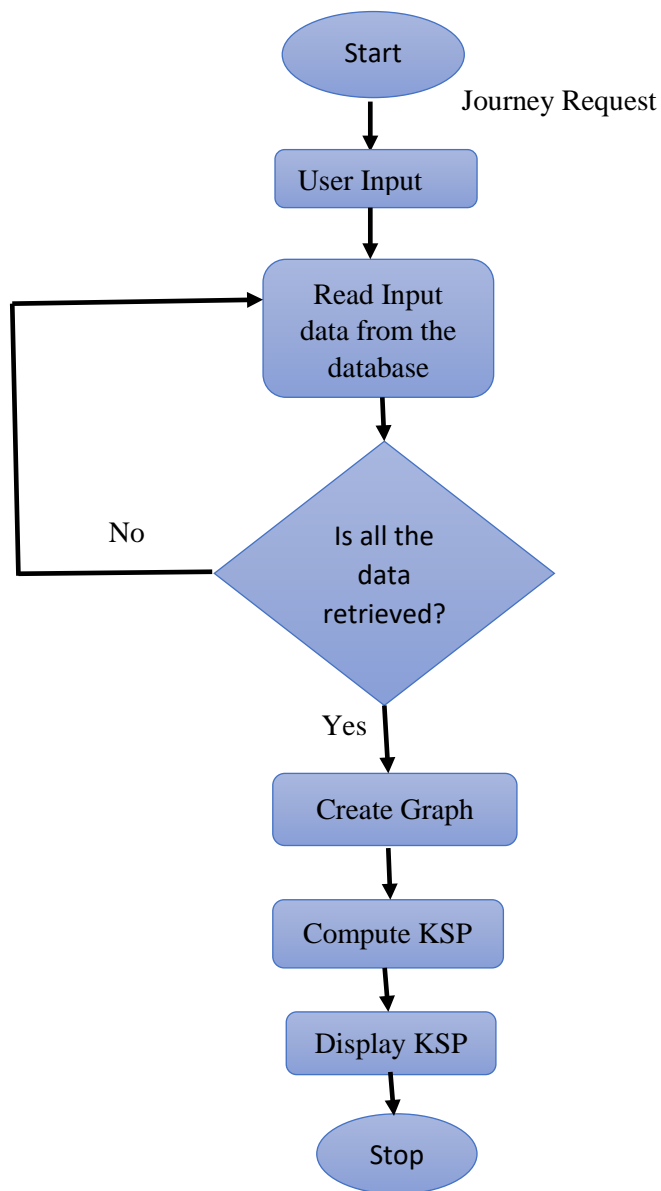 Start
Journey Request
User Input
Read Input
data from the
database
Is all the
data
retrieved?
No
Yes
Create Graph
Compute KSP
Display KSP
Stop